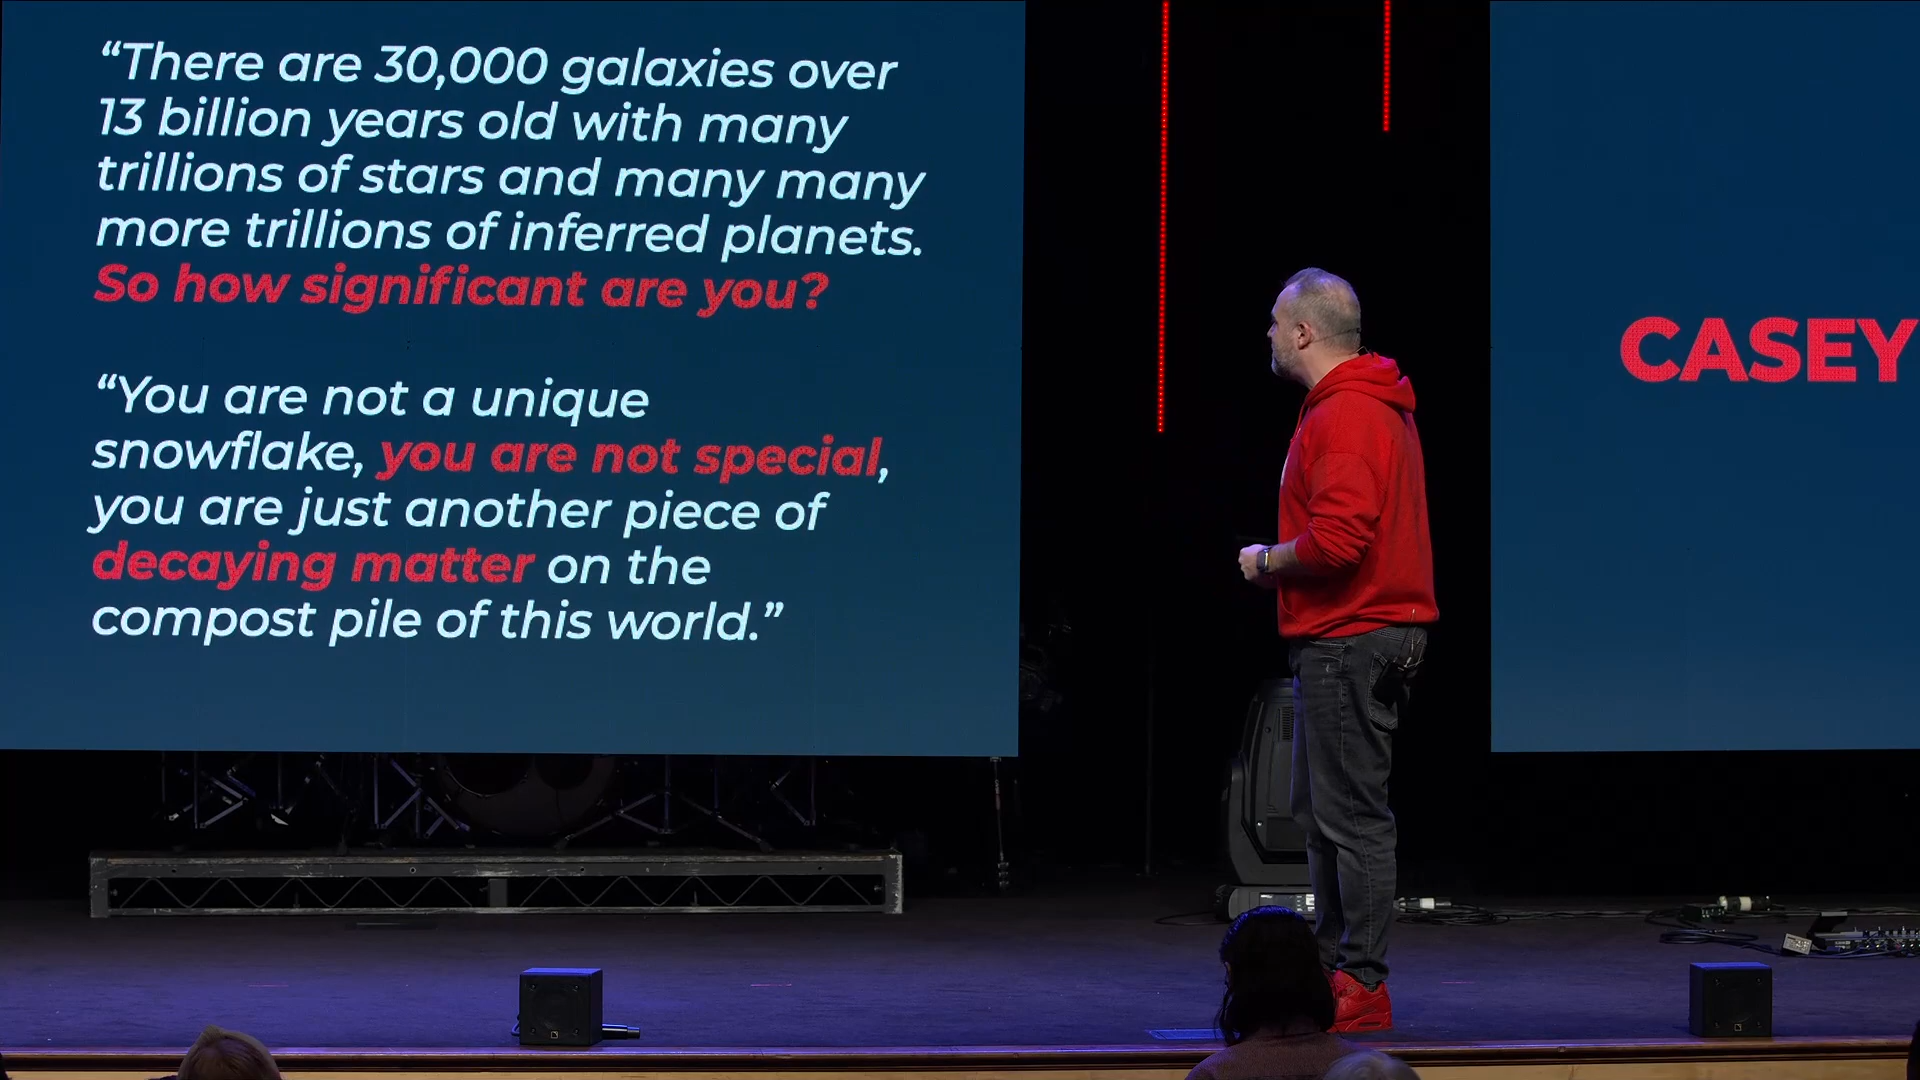 “There are 30,000 galaxies over
13 billion years old with many
trillions of stars and many many
more trillions of inferred planets.
So how significant are you?
“You are not a unique
snowflake, you are not special,
you are just another piece of
decaying matter on the
compost pile of this world.”
CASEY